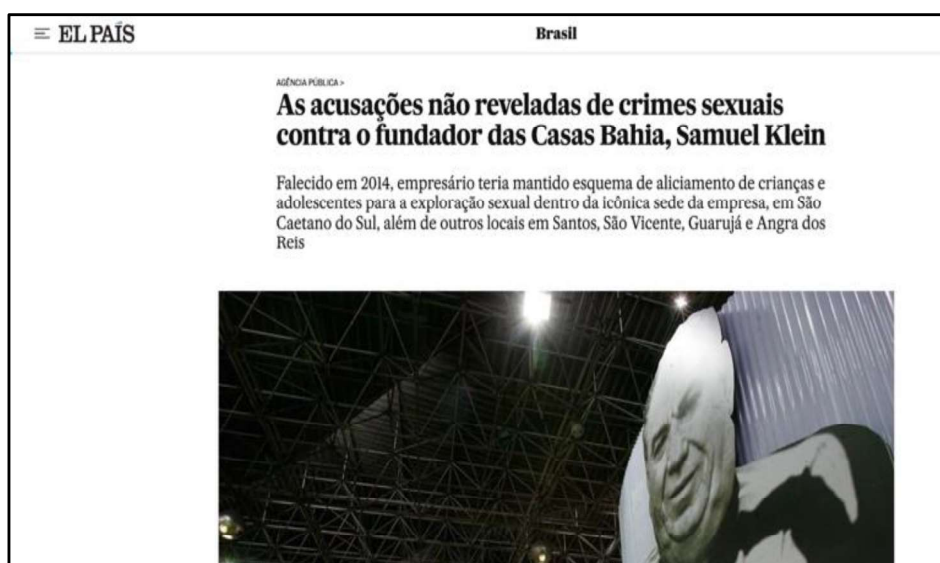 EL PAÍS
Brasil
AGÊNCIA PÚBLICA >
As acusações não reveladas de crimes sexuais
contra o fundador das Casas Bahia, Samuel Klein
Falecido em 2014, empresário teria mantido esquema de aliciamento de crianças e
adolescentes para a exploração sexual dentro da icônica sede da empresa, em São
Caetano do Sul, além de outros locais em Santos, São Vicente, Guarujá e Angra dos
Reis